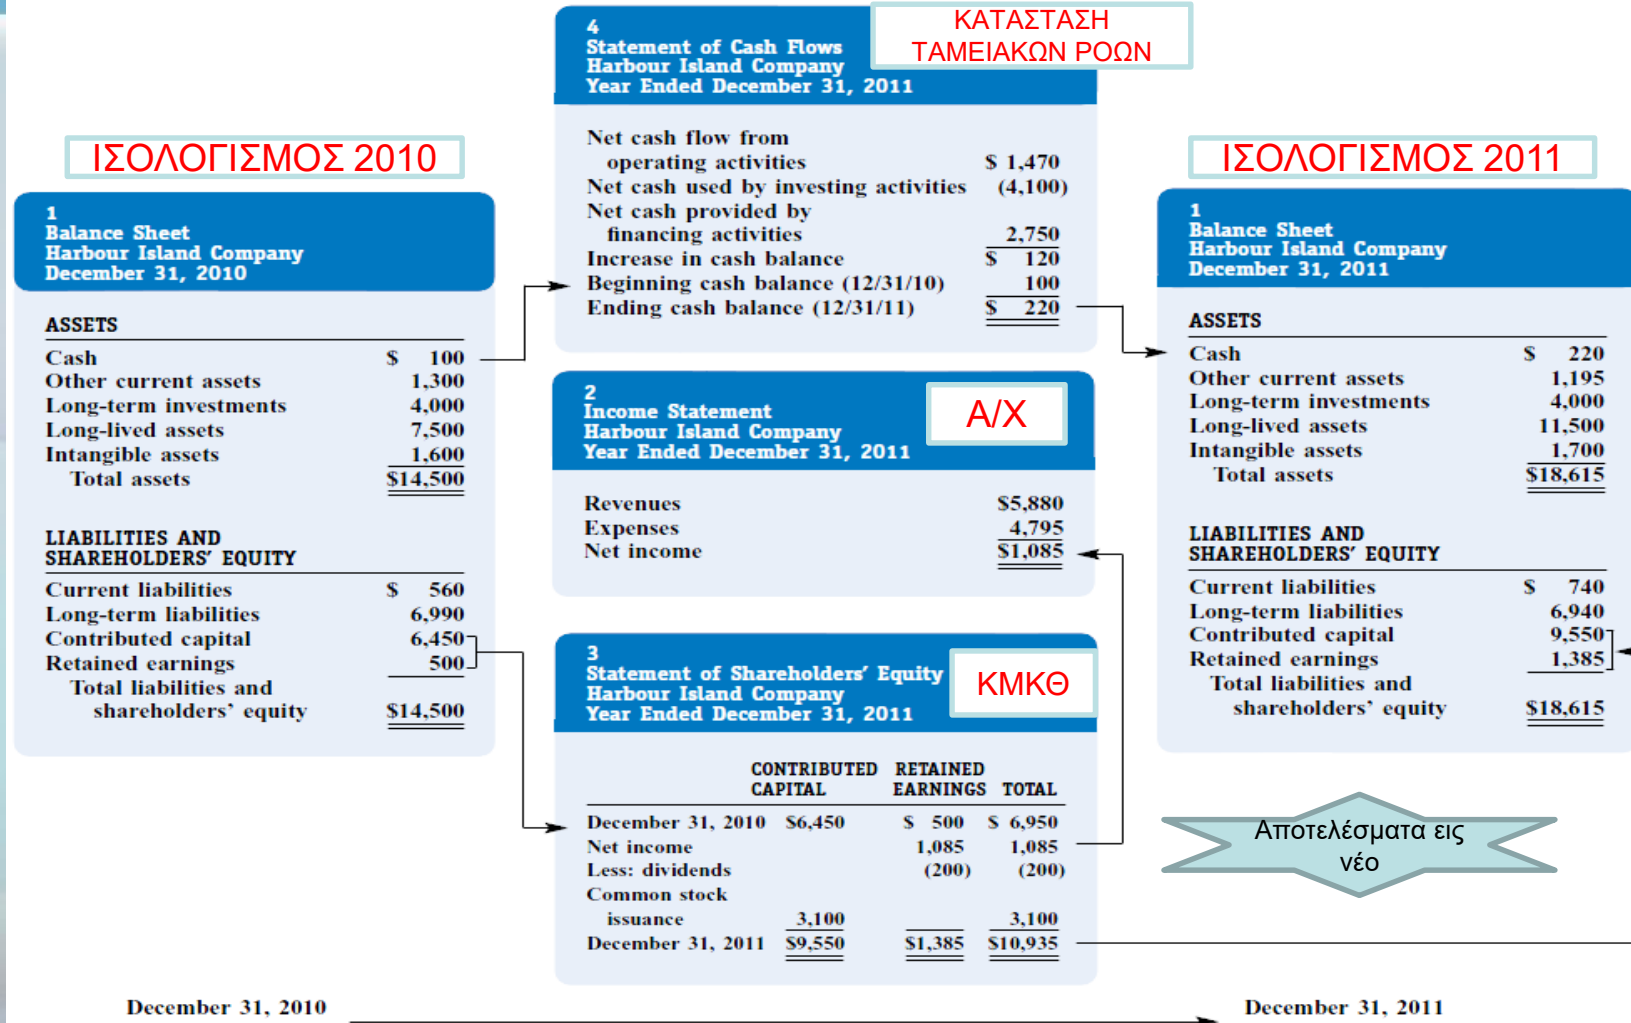 ΚΑΤΑΣΤΑΣΗ
ΤΑΜΕΙΑΚΩΝ ΡΟΩΝ
4
Statement of Cash Flows
Harbour Island Company
Year Ended December 31, 2011
Net cash flow from
operating activities $ 1,470
Net cash used by investing activities (4,100)
Net cash provided by
financing activities 2,750
Increase in cash balance $ 120
Beginning cash balance (12/31/10) 100
Ending cash balance (12/31/11) $ 220
ΙΣΟΛΟΓΙΣΜΟΣ 2010
1
Balance Sheet
Harbour Island Company
December 31, 2010
ASSETS
Cash $ 100
Other current assets 1,300
Long-term investments 4,000
Long-lived assets 7,500
Intangible assets 1,600
Total assets $14,500
LIABILITIES AND
SHAREHOLDERS' EQUITY
Current liabilities $ 560
Long-term liabilities 6,990
Contributed capital 6,450
Retained earnings 500
Total liabilities and
shareholders' equity $14,500
2
Income Statement
Harbour Island Company
Year Ended December 31, 2011
Α/Χ
Revenues $5,880
Expenses 4,795
Net income $1,085
3
Statement of Shareholders' Equity
Harbour Island Company
Year Ended December 31, 2011
ΚΜΚΘ
CONTRIBUTED RETAINED
CAPITAL EARNINGS TOTAL
December 31, 2010 $6,450 $ 500 $ 6,950
Net income 1,085 1,085
Less: dividends (200) (200)
Common stock
issuance 3,100 3,100
December 31, 2011 $9,550 $1,385 $10,935
ΙΣΟΛΟΓΙΣΜΟΣ 2011
1
Balance Sheet
Harbour Island Company
December 31, 2011
ASSETS
Cash $ 220
Other current assets 1,195
Long-term investments 4,000
Long-lived assets 11,500
Intangible assets 1,700
Total assets $18,615
LIABILITIES AND
SHAREHOLDERS' EQUITY
Current liabilities $ 740
Long-term liabilities 6,940
Contributed capital 9,550
Retained earnings 1,385
Total liabilities and
shareholders' equity $18,615
Αποτελέσματα εις
νέο
December 31, 2010 December 31, 2011